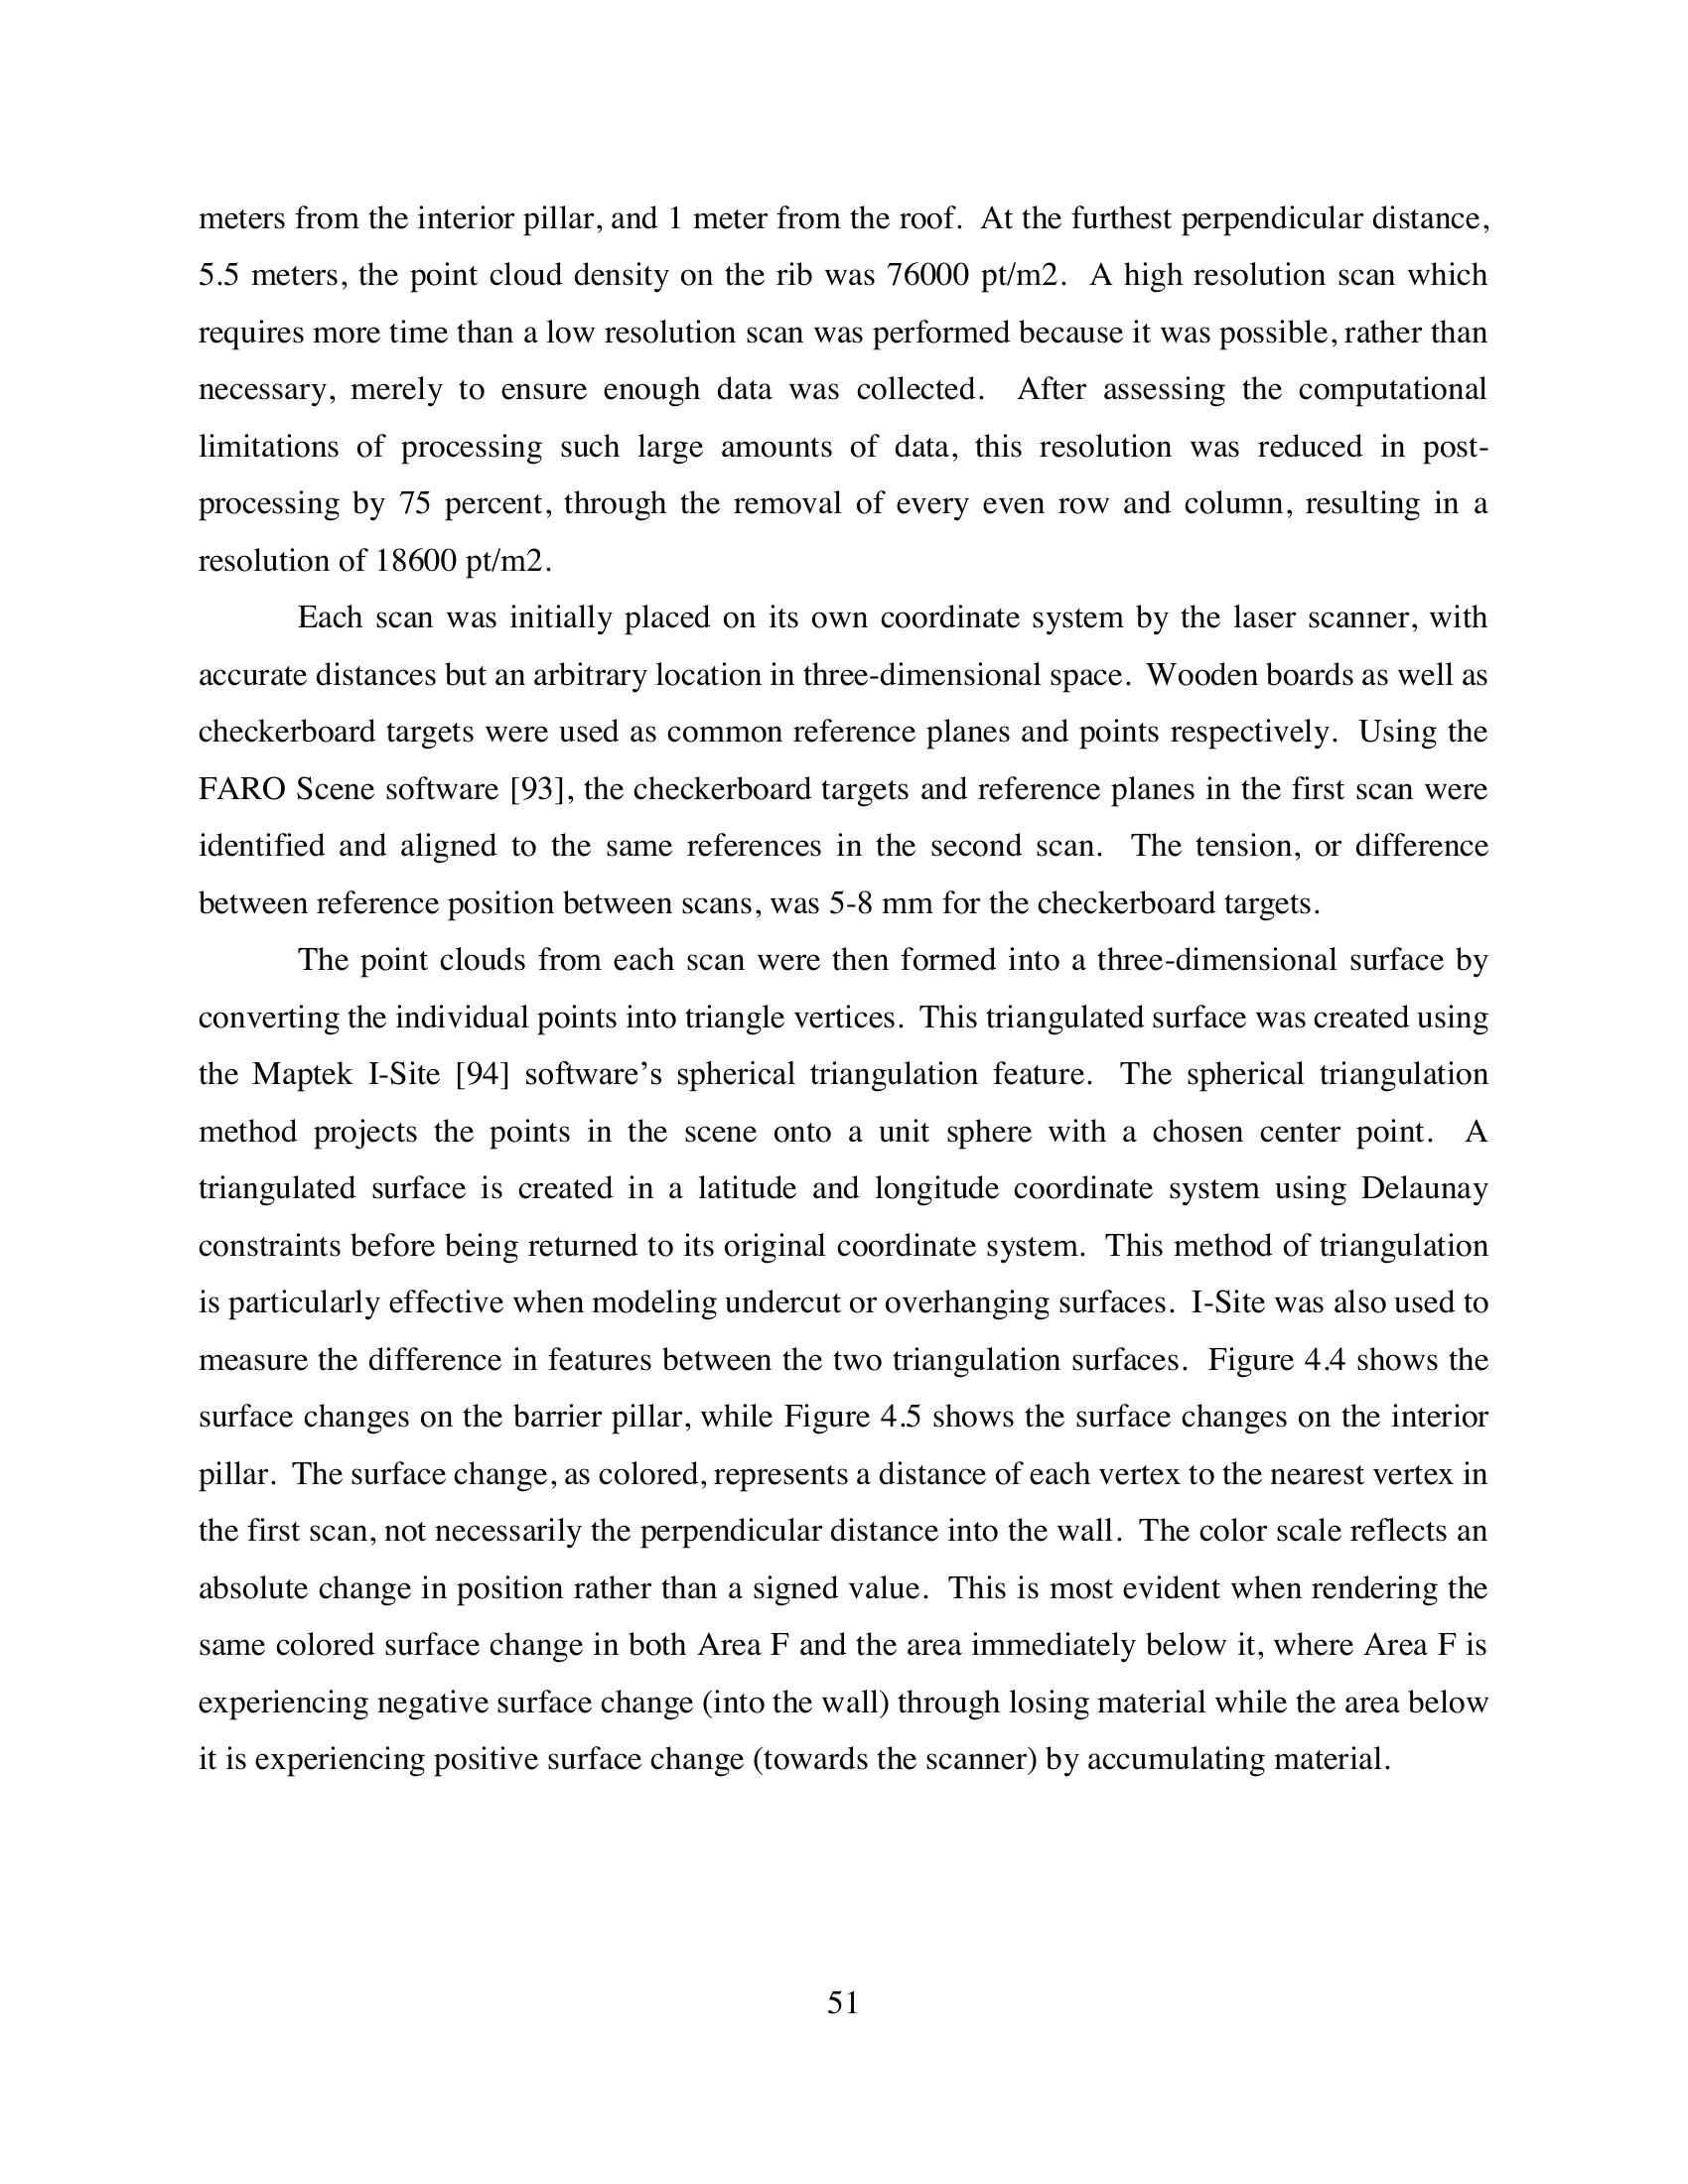 meters from the interior pillar, and 1 meter from the roof.  At the furthest perpendicular distance,
5.5 meters, the point cloud density on the rib was 76000 pt/m2.  A high resolution scan which
requires more time than a low resolution scan was performed because it was possible, rather than
necessary, merely to ensure enough data was collected.  After assessing the computational
limitations of processing such large amounts of data, this resolution was reduced in post-
processing by 75 percent, through the removal of every even row and column, resulting in a
resolution of 18600 pt/m2.
Each scan was initially placed on its own coordinate system by the laser scanner, with
accurate distances but an arbitrary location in three-dimensional space.  Wooden boards as well as
checkerboard targets were used as common reference planes and points respectively.  Using the
FARO Scene software [93], the checkerboard targets and reference planes in the first scan were
identified and aligned to the same references in the second scan.  The tension, or difference
between reference position between scans, was 5-8 mm for the checkerboard targets.
The point clouds from each scan were then formed into a three-dimensional surface by
converting the individual points into triangle vertices.  This triangulated surface was created using
the Maptek I-Site [94] software’s spherical triangulation feature.  The spherical triangulation
method projects the points in the scene onto a unit sphere with a chosen center point.  A
triangulated surface is created in a latitude and longitude coordinate system using Delaunay
constraints before being returned to its original coordinate system.  This method of triangulation
is particularly effective when modeling undercut or overhanging surfaces.  I-Site was also used to
measure the difference in features between the two triangulation surfaces.  Figure 4.4 shows the
surface changes on the barrier pillar, while Figure 4.5 shows the surface changes on the interior
pillar.  The surface change, as colored, represents a distance of each vertex to the nearest vertex in
the first scan, not necessarily the perpendicular distance into the wall.  The color scale reflects an
absolute change in position rather than a signed value.  This is most evident when rendering the
same colored surface change in both Area F and the area immediately below it, where Area F is
experiencing negative surface change (into the wall) through losing material while the area below
it is experiencing positive surface change (towards the scanner) by accumulating material.
51